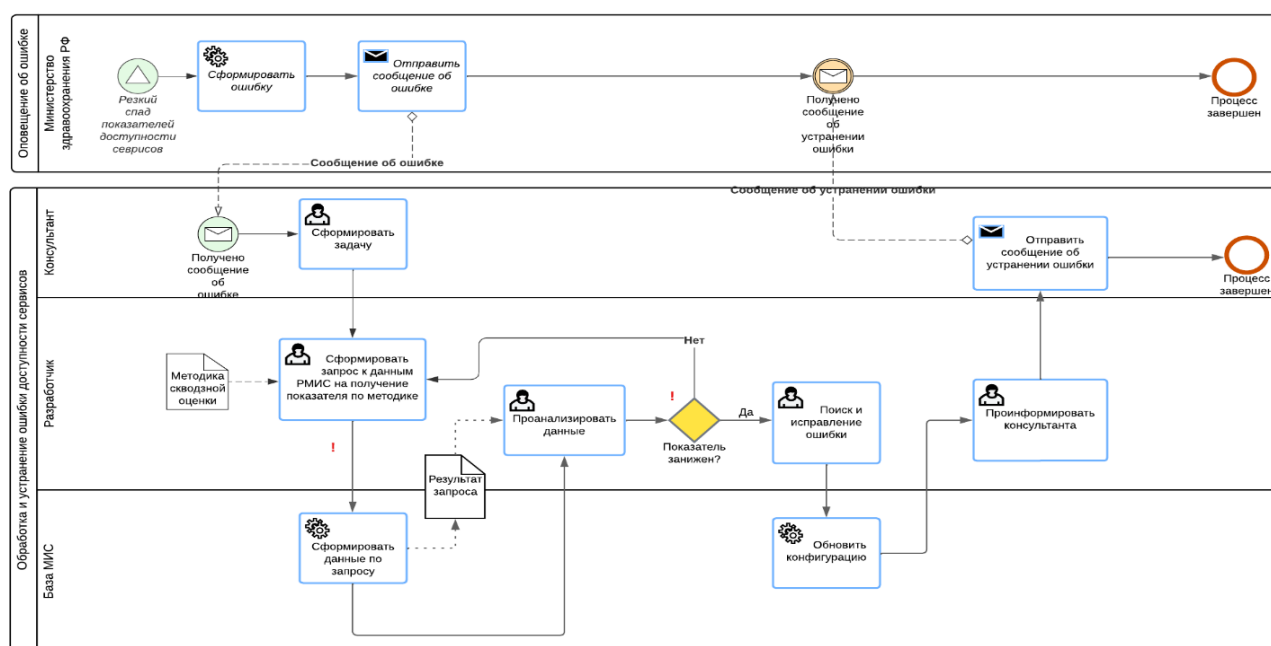 Оповещение об ошибке
Министерство
здравоохранения РФ
Резкий
спад
показателей
доступности
севрисов
Сформировать
ошибку
Отправить
сообщение об
ошибке
Получено
сообщение
об
устранении
ошибки
Процесс
завершен
Сообщение об ошибке
Сообщение об устранении ошибки
Обработка и устранение ошибки доступности сервисов
Консультант
Получено
сообщение
об
ошибке
Сформировать
задачу
Отправить
сообщение об
устранении ошибки
Процесс
завершен
Разработчик
Методика
скводзной
оценки
Сформировать
запрос к данным
РМИС на получение
показателя по методике
!
Результат
запроса
Проанализировать
данные
!
Нет
Показатель
занижен?
Да
Поиск и
исправление
ошибки
Проинформировать
консультанта
База МИС
Сформировать
данные по
запросу
Обновить
конфигурацию